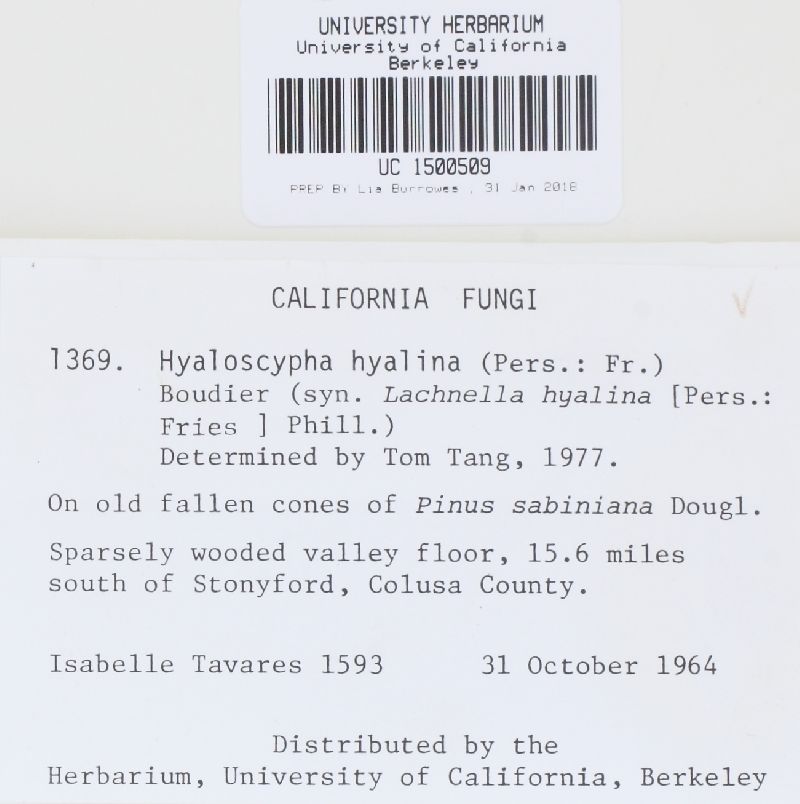 UNIVERSITY HERBARIUM
University of California
Berkeley
UC 1500509
PREP BY Lia Burrowes , 31 Jan 2018
CALIFORNIA FUNGI
1369. Hyaloscypha hyalina (Pers.: Fr.)
Boudier (syn. Lachnella hyalina [Pers.:
Fries ] Phill.)
Determined by Tom Tang, 1977.
On old fallen cones of Pinus sabiniana Dougl.
Sparsely wooded valley floor, 15.6 miles
south of Stonyford, Colusa County.
Isabelle Tavares 1593 31 October 1964
Distributed by the
Herbarium, University of California, Berkeley